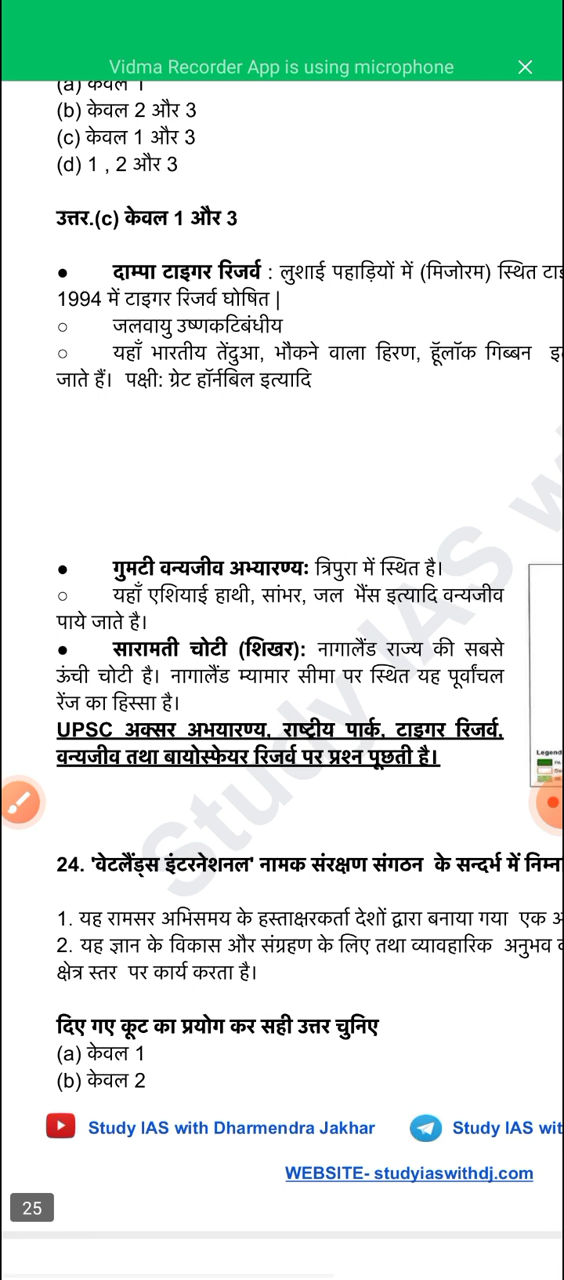 Vidma Recorder App is using microphone
(a) केवल 1
(b) केवल 2 और 3
(c) केवल 1 और 3
(d) 1 , 2 और 3
उत्तर.(c) केवल 1 और 3
● दाम्पा टाइगर रिजर्व : लुशाई पहाड़ियों में (मिजोरम) स्थित
1994 में टाइगर रिजर्व घोषित |
○ जलवायु उष्णकटिबंधीय
○ यहाँ भारतीय तेंदुआ, भौकने वाला हिरण, हूॅलॉक गिब्बन
जाते हैं। पक्षी: ग्रेट हॉर्नबिल इत्यादि
● गुमटी वन्यजीव अभ्यारण्य: त्रिपुरा में स्थित है।
○ यहाँ एशियाई हाथी, सांभर, जल भैंस इत्यादि वन्यजीव
पाये जाते है।
● सारामती चोटी (शिखर): नागालैंड राज्य की सबसे
ऊंची चोटी है। नागालैंड म्यामार सीमा पर स्थित यह पूर्वांचल
रेंज का हिस्सा है।
UPSC अक्सर अभयारण्य, राष्ट्रीय पार्क, टाइगर रिजर्व,
वन्यजीव तथा बायोस्फेयर रिजर्व पर प्रश्न पूछती है।
Legend
24. 'वेटलैंड्स इंटरनेशनल' नामक संरक्षण संगठन के सन्दर्भ में
1. यह रामसर अभिसमय के हस्ताक्षरकर्ता देशों द्वारा बनाया गया एक
2. यह ज्ञान के विकास और संग्रहण के लिए तथा व्यावहारिक अनुभव
क्षेत्र स्तर पर कार्य करता है।
दिए गए कूट का प्रयोग कर सही उत्तर चुनिए
(a) केवल 1
(b) केवल 2
Study IAS with Dharmendra Jakhar
Study IAS
WEBSITE- studyiaswithdj.com
25
Study IAS